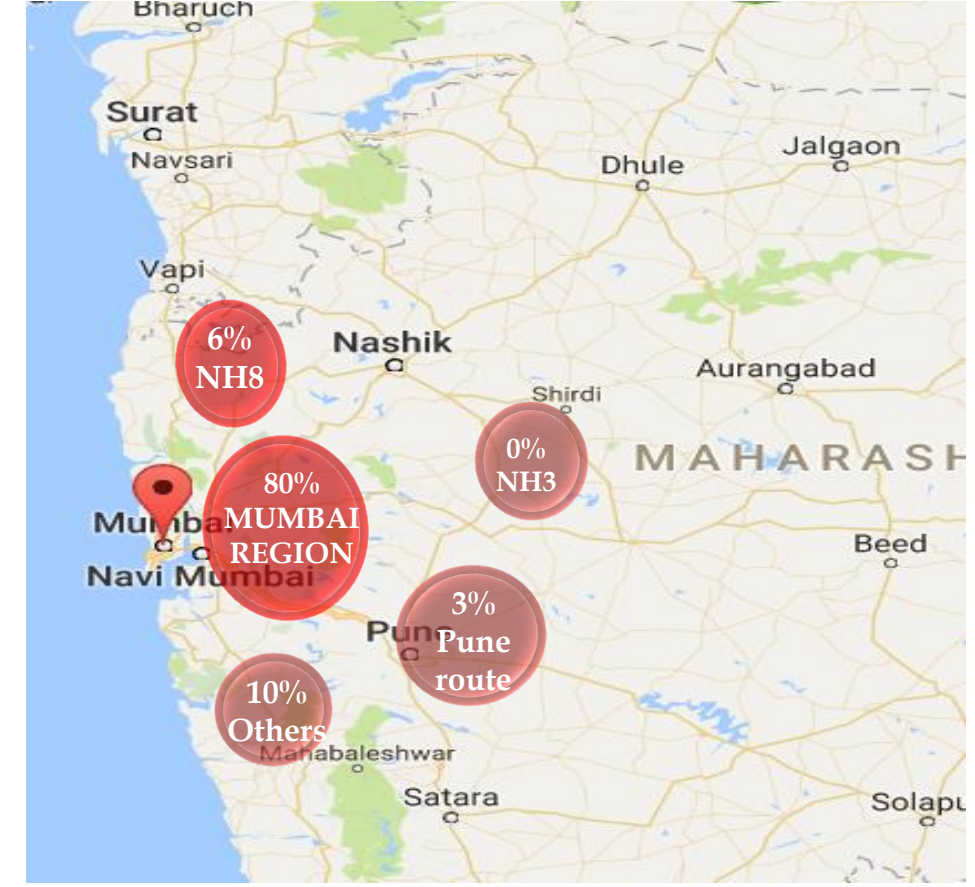 Bharuch
Surat
Navsari
Dhule
Jalgaon
Vapi
6%
NH8
Nashik
Aurangabad
Shirdi
0%
NH3
MAHARASH
80%
MUMBAI
REGION
Mumbai
Navi Mumbai
Beed
3%
Pune
Pune
route
10%
Others
Mahabaleshwar
Satara
Solapu